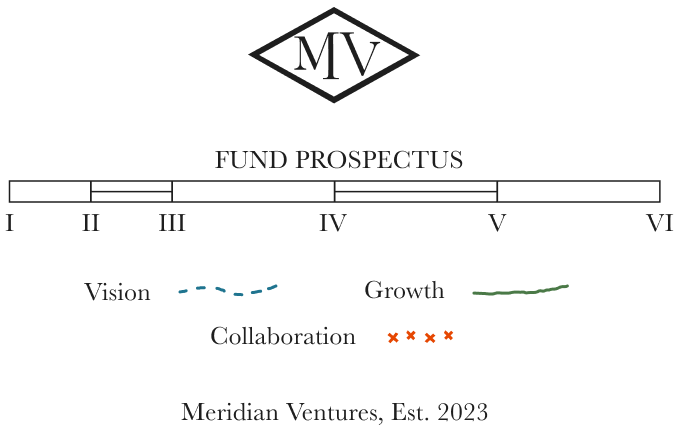 MV
FUND PROSPECTUS
I II III IV V VI
Vision Growth
Collaboration
Meridian Ventures, Est. 2023